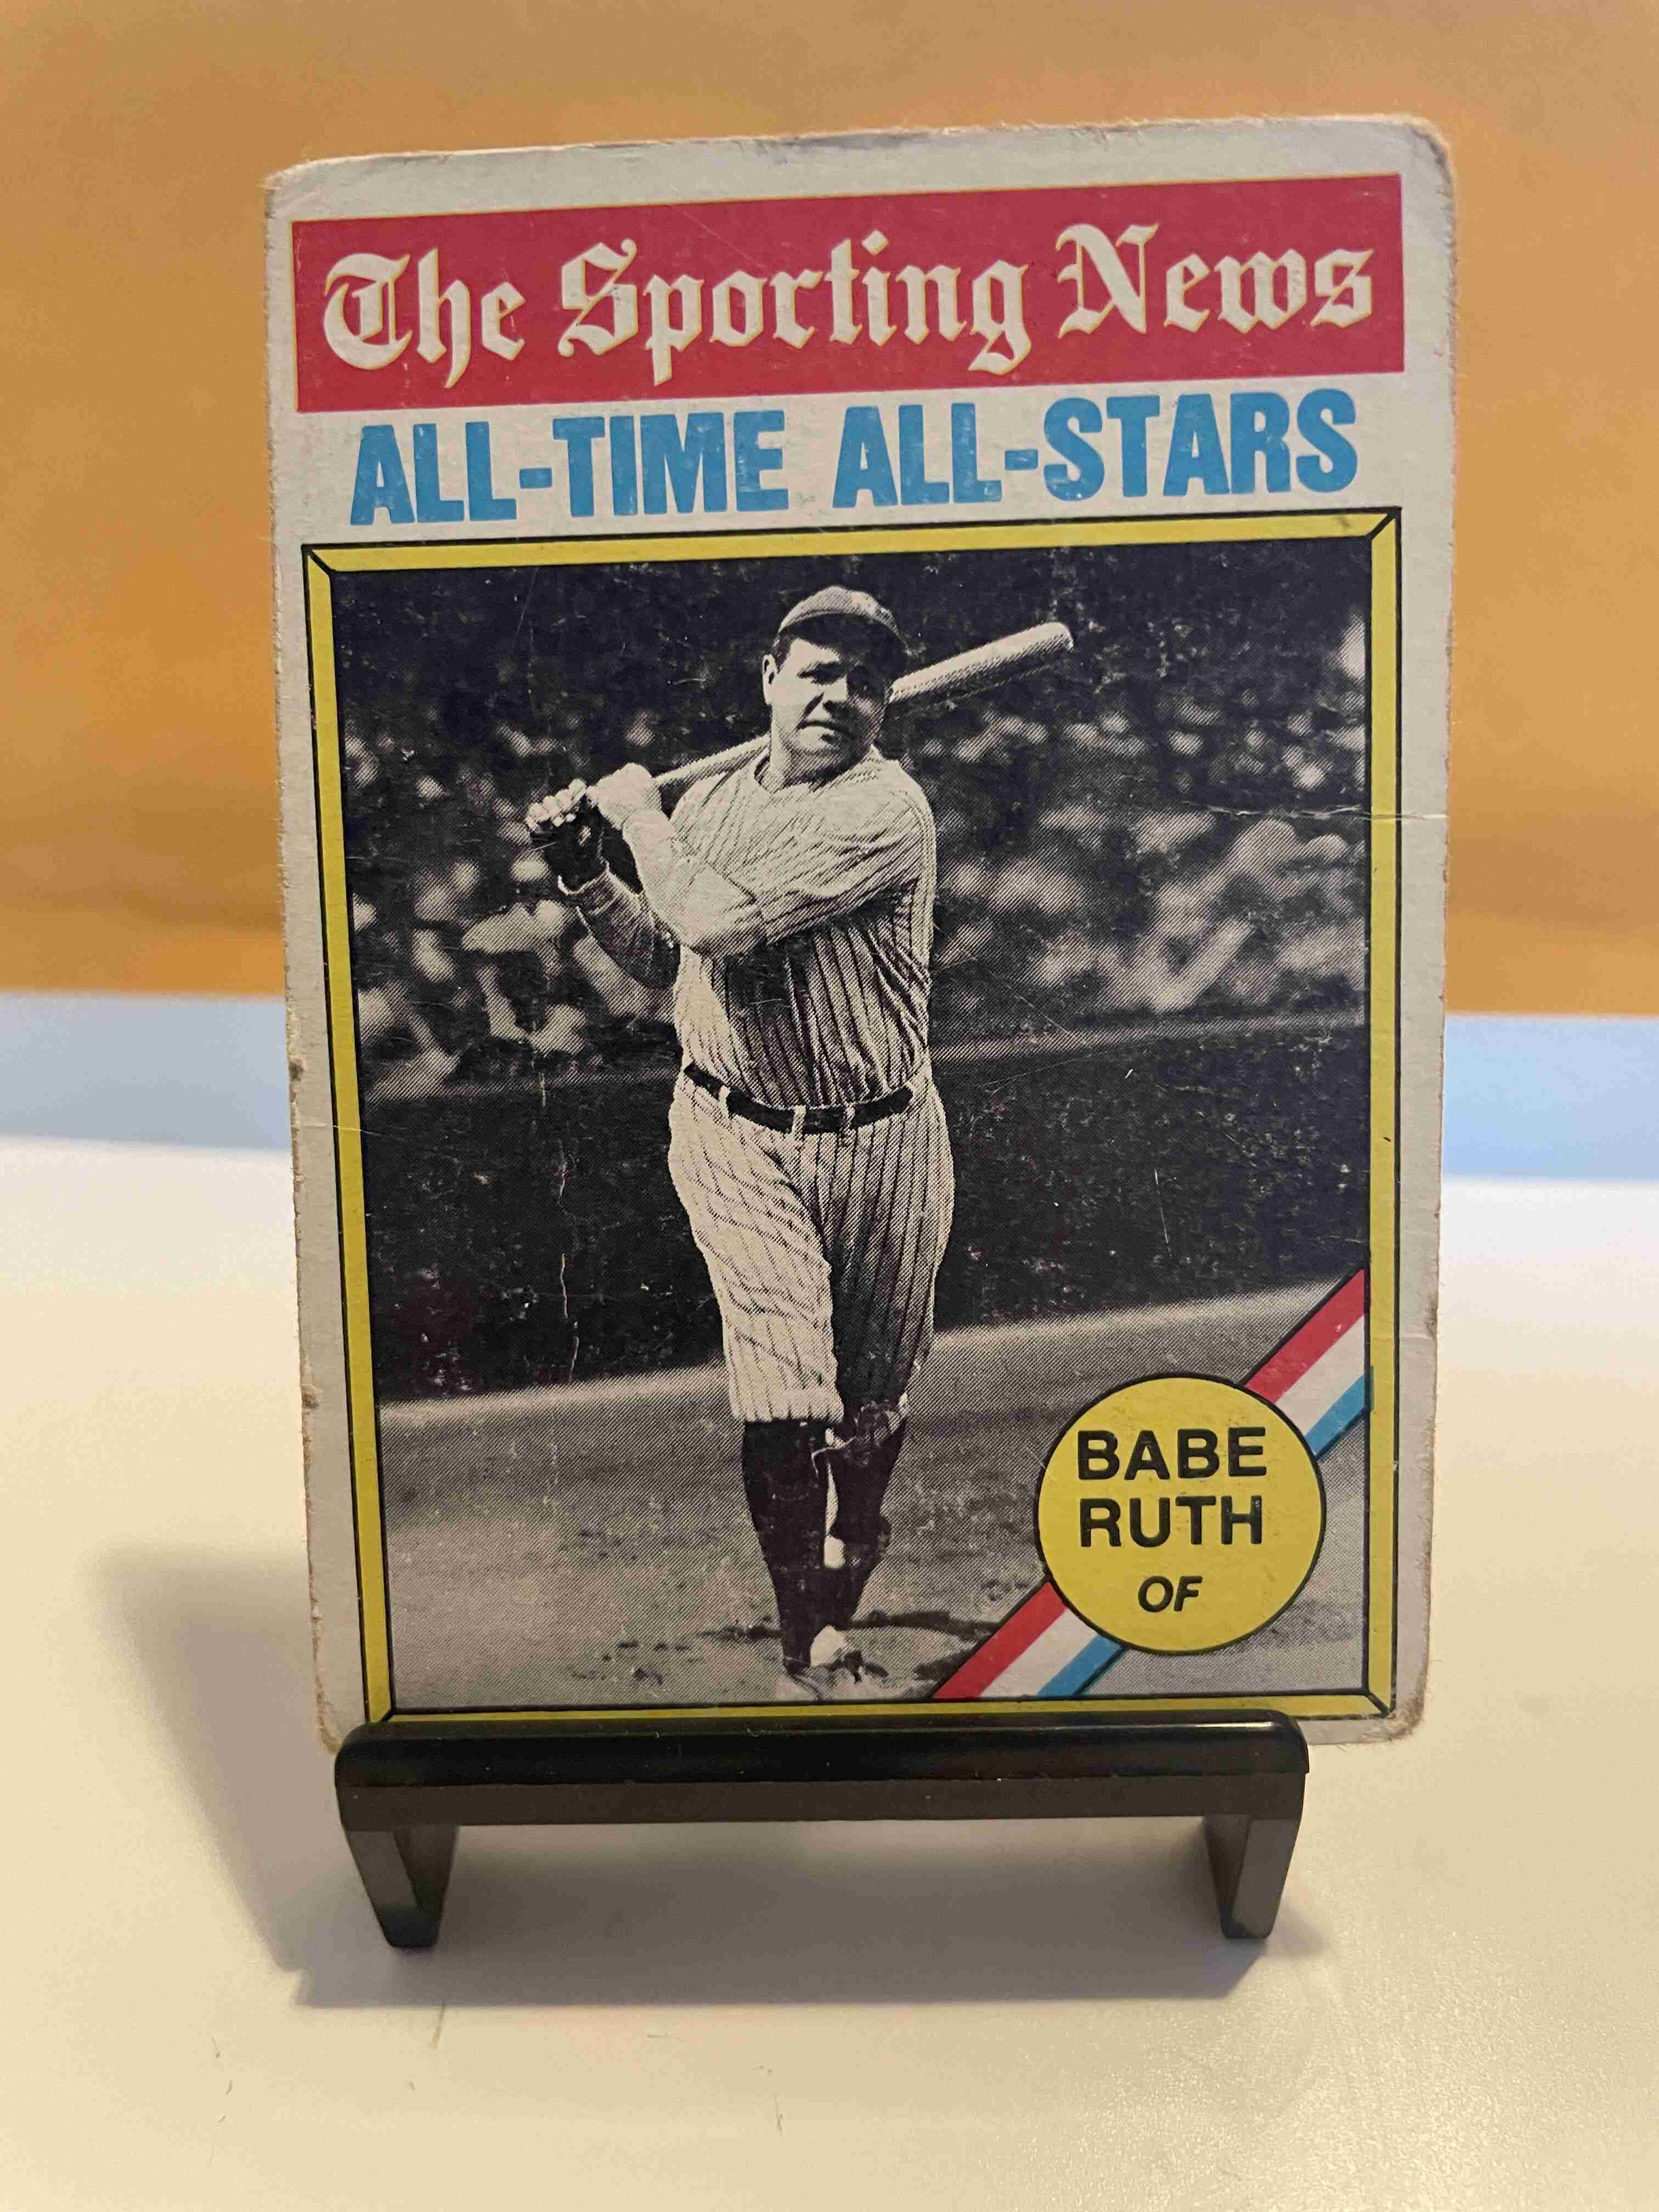 The Sporting News
ALL-TIME ALL-STARS
BABE
RUTH
OF